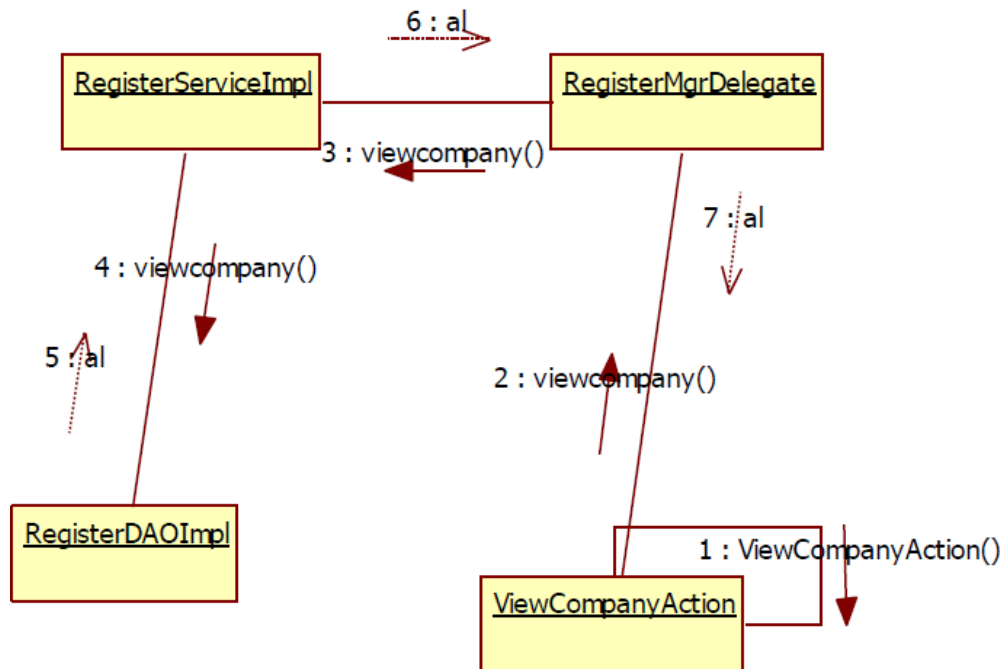 6 : al
RegisterServiceImpl
RegisterMgrDelegate
3 : viewcompany()
7 : al
4 : viewcompany()
5 : al
2 : viewcompany()
RegisterDAOImpl
1 : ViewCompanyAction()
ViewCompanyAction